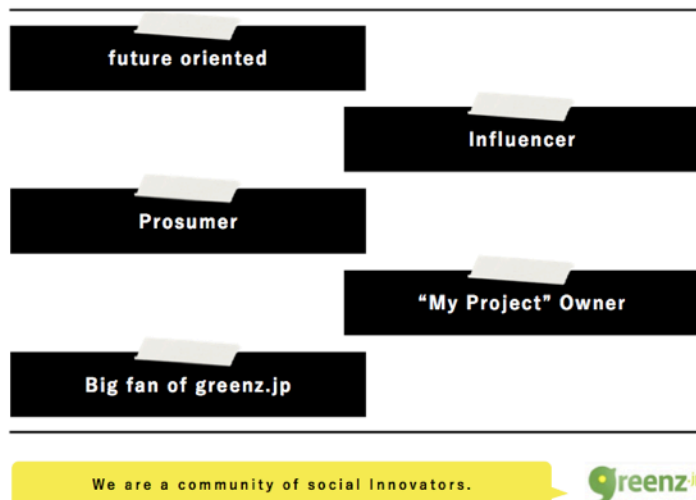 future oriented
Influencer
Prosumer
“My Project” Owner
Big fan of greenz.jp
We are a community of social Innovators.
greenz